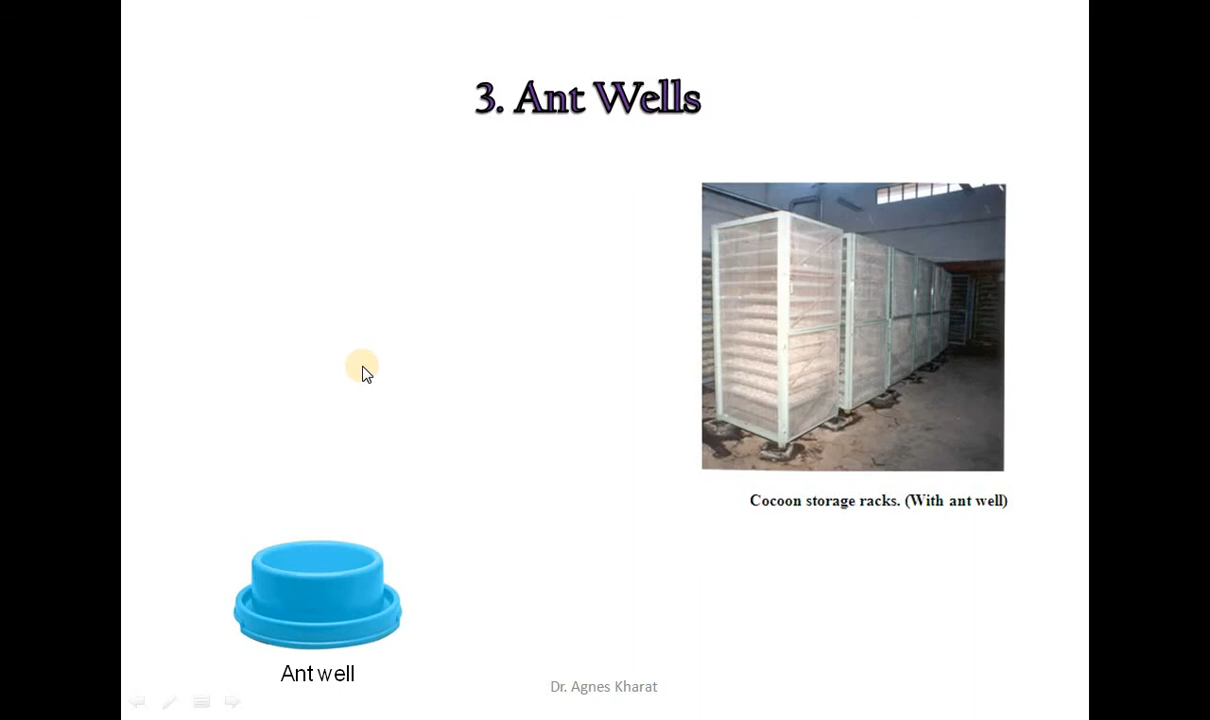 3. Ant Wells
Cocoon storage racks. (With ant well)
Ant well
Dr. Agnes Kharat